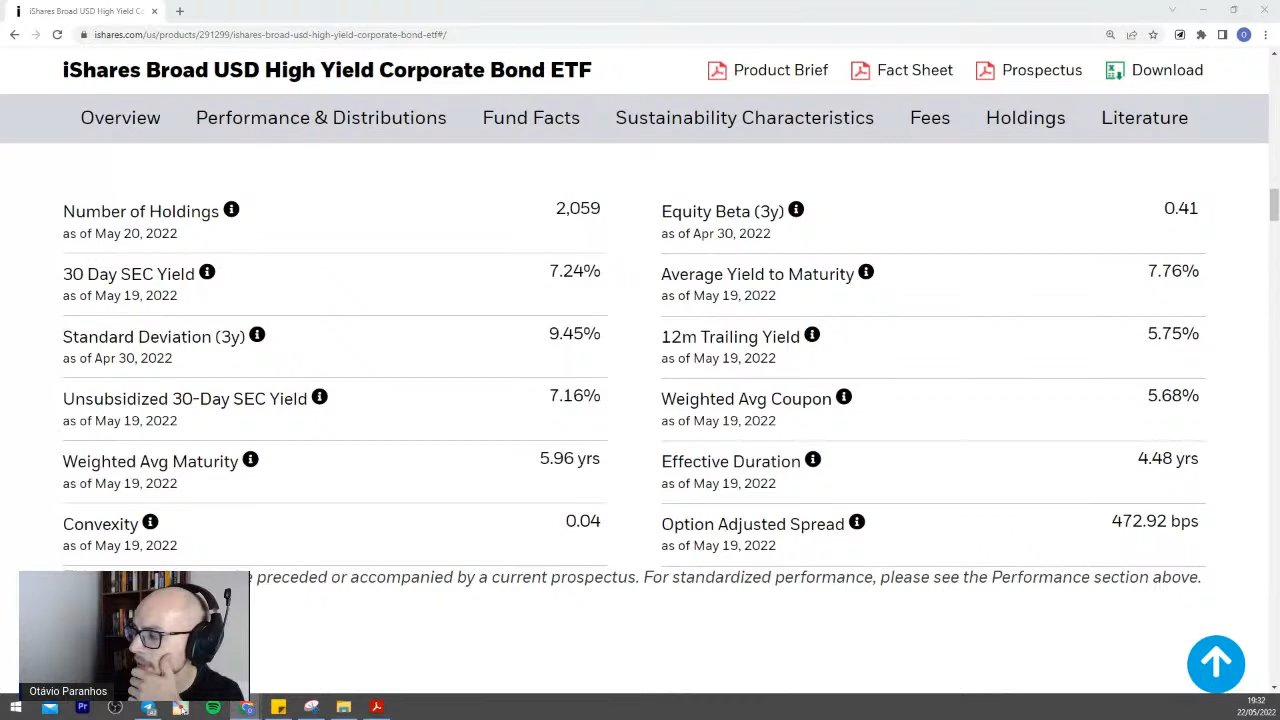 iShares Broad USD High Yield C
ishares.com/us/products/291299/ishares-broad-usd-high-yield-corporate-bond-etf#/
iShares Broad USD High Yield Corporate Bond ETF
Product Brief
Fact Sheet
Prospectus
Download
Overview
Performance & Distributions
Fund Facts
Sustainability Characteristics
Fees
Holdings
Literature
Number of Holdings
2,059
as of May 20, 2022
Equity Beta (3y)
0.41
as of Apr 30, 2022
30 Day SEC Yield
7.24%
as of May 19, 2022
Average Yield to Maturity
7.76%
as of May 19, 2022
Standard Deviation (3y)
9.45%
as of Apr 30, 2022
12m Trailing Yield
5.75%
as of May 19, 2022
Unsubsidized 30-Day SEC Yield
7.16%
as of May 19, 2022
Weighted Avg Coupon
5.68%
as of May 19, 2022
Weighted Avg Maturity
5.96 yrs
as of May 19, 2022
Effective Duration
4.48 yrs
as of May 19, 2022
Convexity
0.04
as of May 19, 2022
Option Adjusted Spread
472.92 bps
as of May 19, 2022
preceded or accompanied by a current prospectus. For standardized performance, please see the Performance section above.
Otávio Paranhos
Pr
19:32
22/05/2022